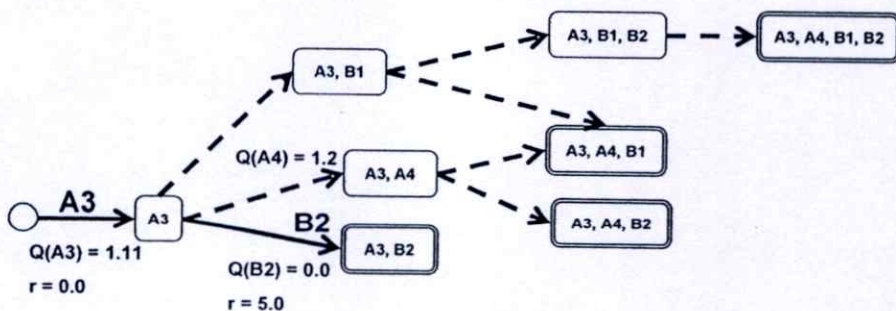 A3, B1, B2
A3, A4, B1, B2
A3, B1
Q(A4) = 1.2
A3, A4, B1
A3, A4
A3
A3
B2
A3, A4, B2
A3, B2
Q(A3) = 1.11
Q(B2) = 0.0
r = 0.0
r = 5.0